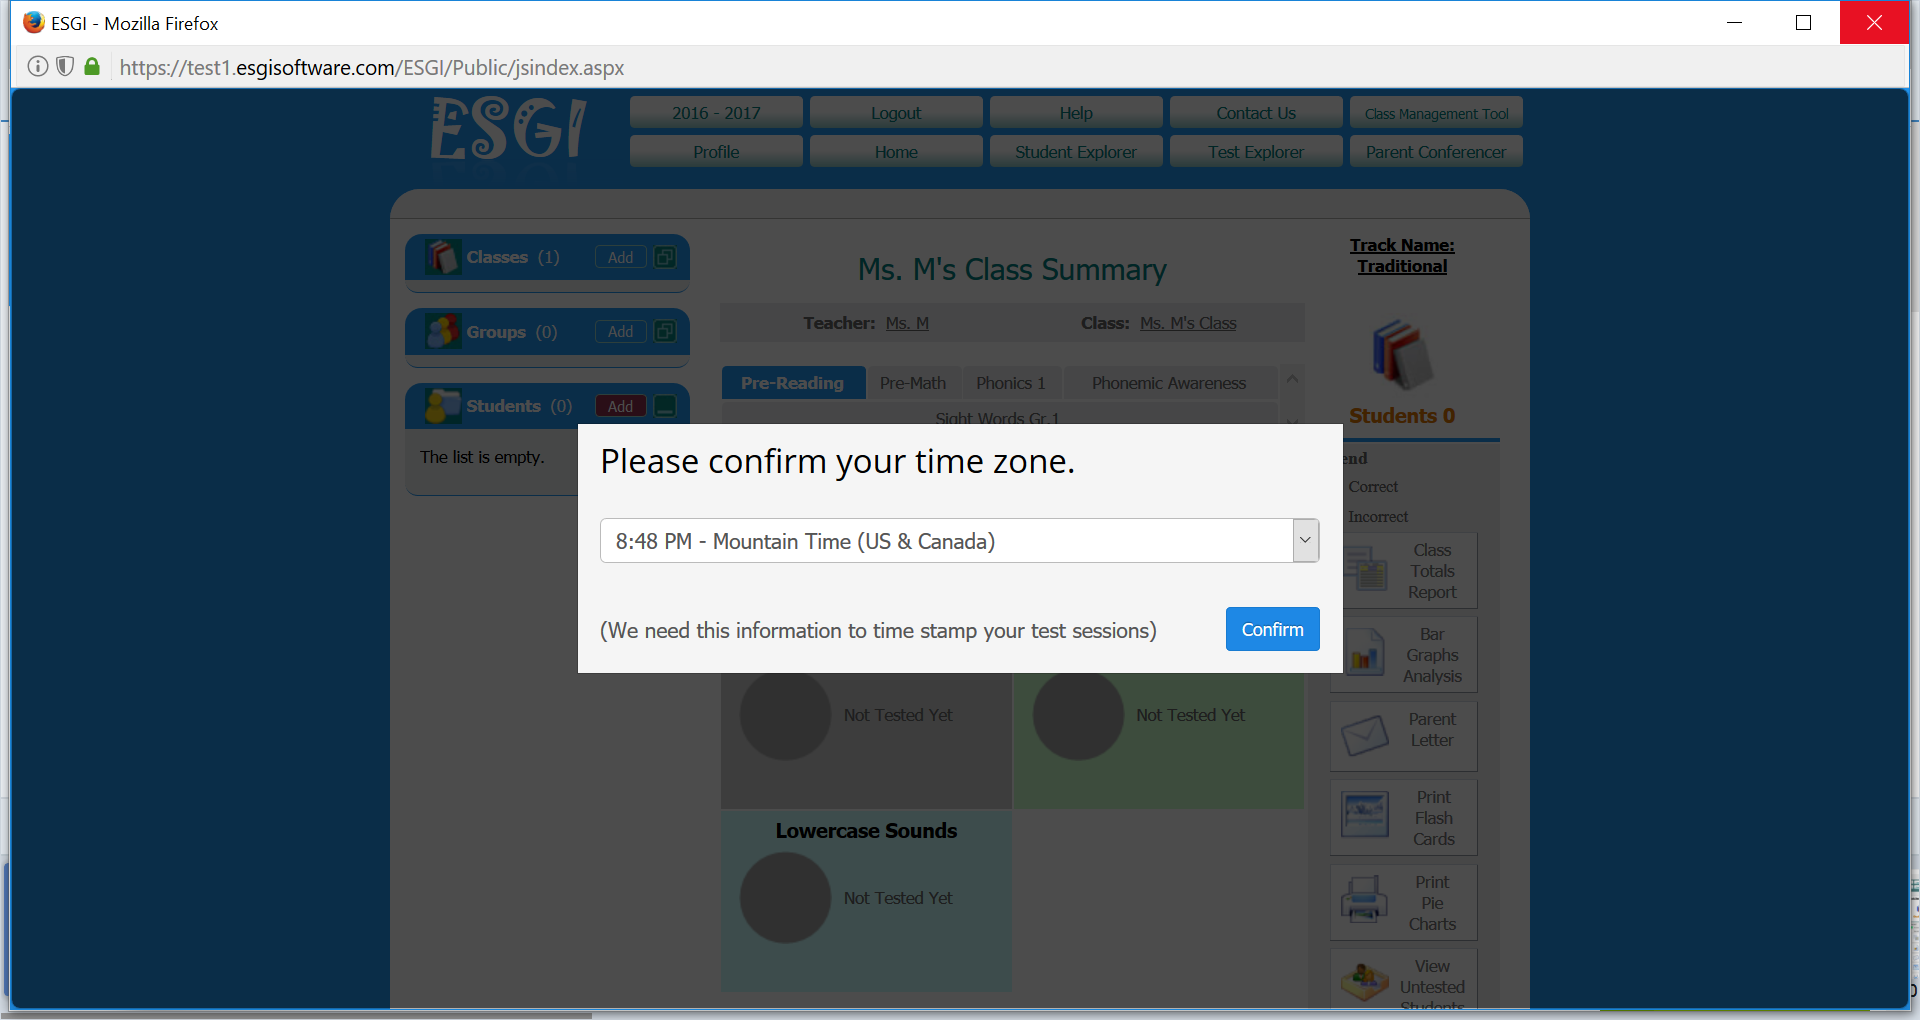 ESGI - Mozilla Firefox
https://test1.esgisoftware.com/ESGI/Public/jsindex.aspx
ESGI
2016 - 2017
Logout
Help
Contact Us
Class Management Tool
Profile
Home
Student Explorer
Test Explorer
Parent Conferencer
Classes (1)
Add
Groups (0)
Add
Students (0)
Add
The list is empty.
Ms. M's Class Summary
Teacher: Ms. M
Class: Ms. M's Class
Pre-Reading
Pre-Math
Phonics 1
Phonemic Awareness
Sight Words Gr.1
Track Name:
Traditional
Students 0
end
Correct
Incorrect
Please confirm your time zone.
8:48 PM - Mountain Time (US & Canada)
(We need this information to time stamp your test sessions)
Confirm
Not Tested Yet
Not Tested Yet
Lowercase Sounds
Not Tested Yet
Class
Totals
Report
Bar
Graphs
Analysis
Parent
Letter
Print
Flash
Cards
Print
Pie
Charts
View
Untested
Students